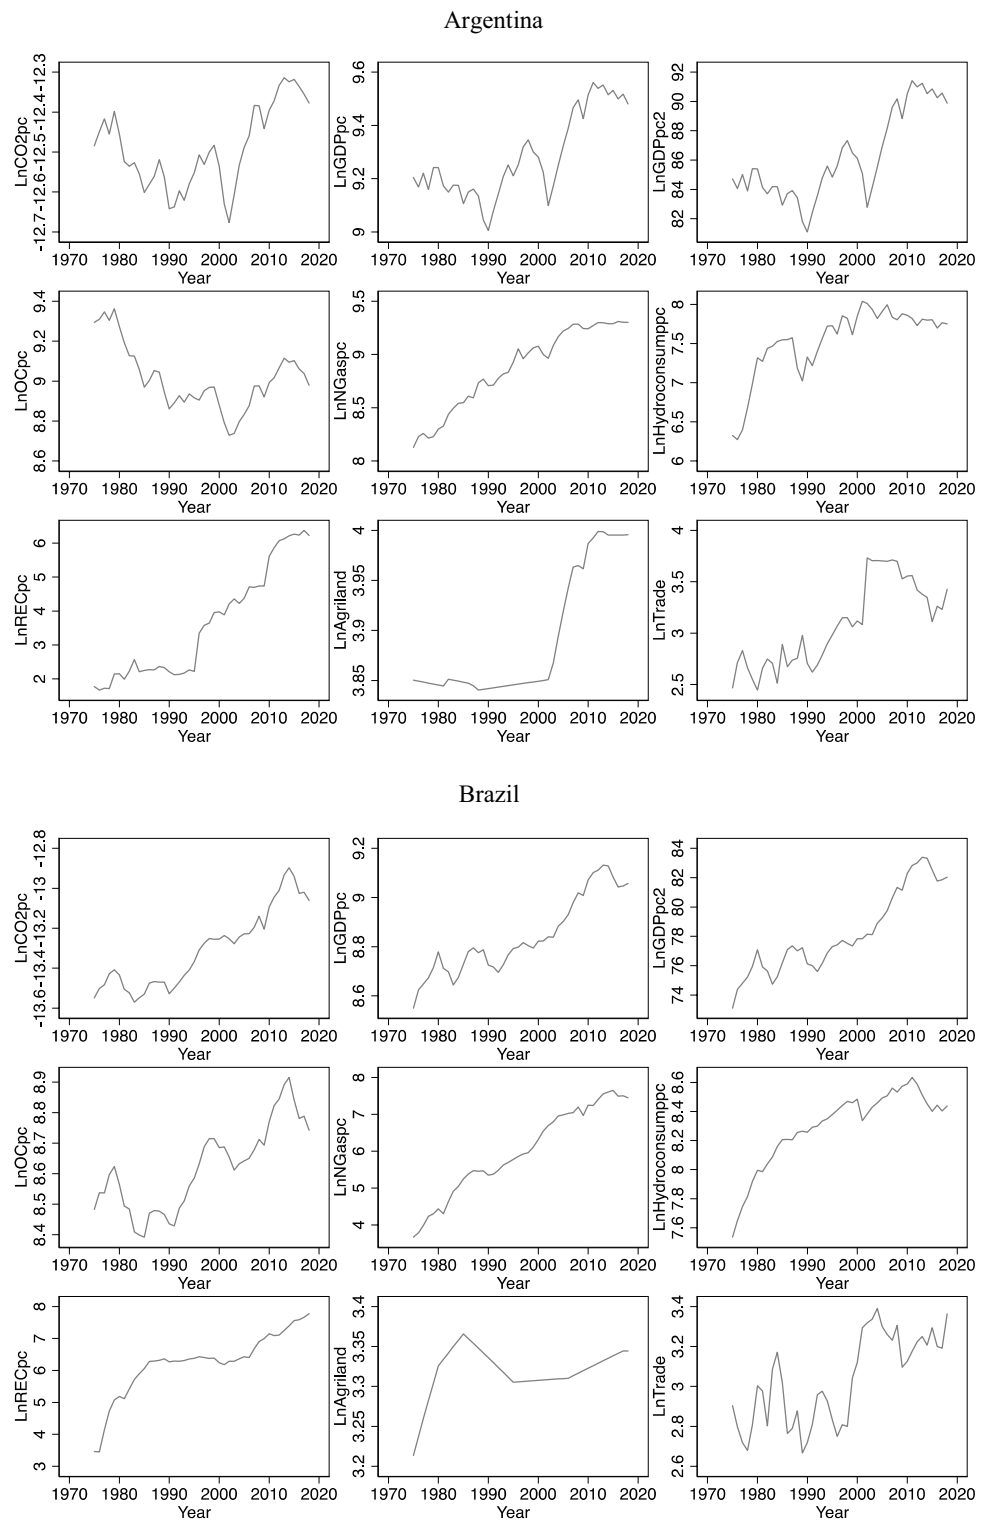 Argentina
LnCO2pc
-12.7 -12.6 -12.5 -12.4 -12.3
1970 1980 1990 2000 2010 2020
Year
LnGDPpc
9 9.2 9.4 9.6
1970 1980 1990 2000 2010 2020
Year
LnGDPpc2
82 84 86 88 90 92
1970 1980 1990 2000 2010 2020
Year
LnOCpc
8.6 8.8 9 9.2 9.4
1970 1980 1990 2000 2010 2020
Year
LnNGaspc
8 8.5 9 9.5
1970 1980 1990 2000 2010 2020
Year
LnHydroconsumppc
6 6.5 7 7.5 8
1970 1980 1990 2000 2010 2020
Year
LnRECpc
2 3 4 5 6
1970 1980 1990 2000 2010 2020
Year
LnAgriland
3.85 3.9 3.95 4
1970 1980 1990 2000 2010 2020
Year
LnTrade
2.5 3 3.5 4
1970 1980 1990 2000 2010 2020
Year
Brazil
LnCO2pc
-13.6 -13.4 -13.2 -13 -12.8
1970 1980 1990 2000 2010 2020
Year
LnGDPpc
8.6 8.8 9 9.2
1970 1980 1990 2000 2010 2020
Year
LnGDPpc2
74 76 78 80 82 84
1970 1980 1990 2000 2010 2020
Year
LnOCpc
8.4 8.5 8.6 8.7 8.8 8.9
1970 1980 1990 2000 2010 2020
Year
LnNGaspc
4 5 6 7 8
1970 1980 1990 2000 2010 2020
Year
LnHydroconsumppc
7.6 7.8 8 8.2 8.4 8.6
1970 1980 1990 2000 2010 2020
Year
LnRECpc
3 4 5 6 7 8
1970 1980 1990 2000 2010 2020
Year
LnAgriland
3.2 3.25 3.3 3.35 3.4
1970 1980 1990 2000 2010 2020
Year
LnTrade
2.6 2.8 3 3.2 3.4
1970 1980 1990 2000 2010 2020
Year